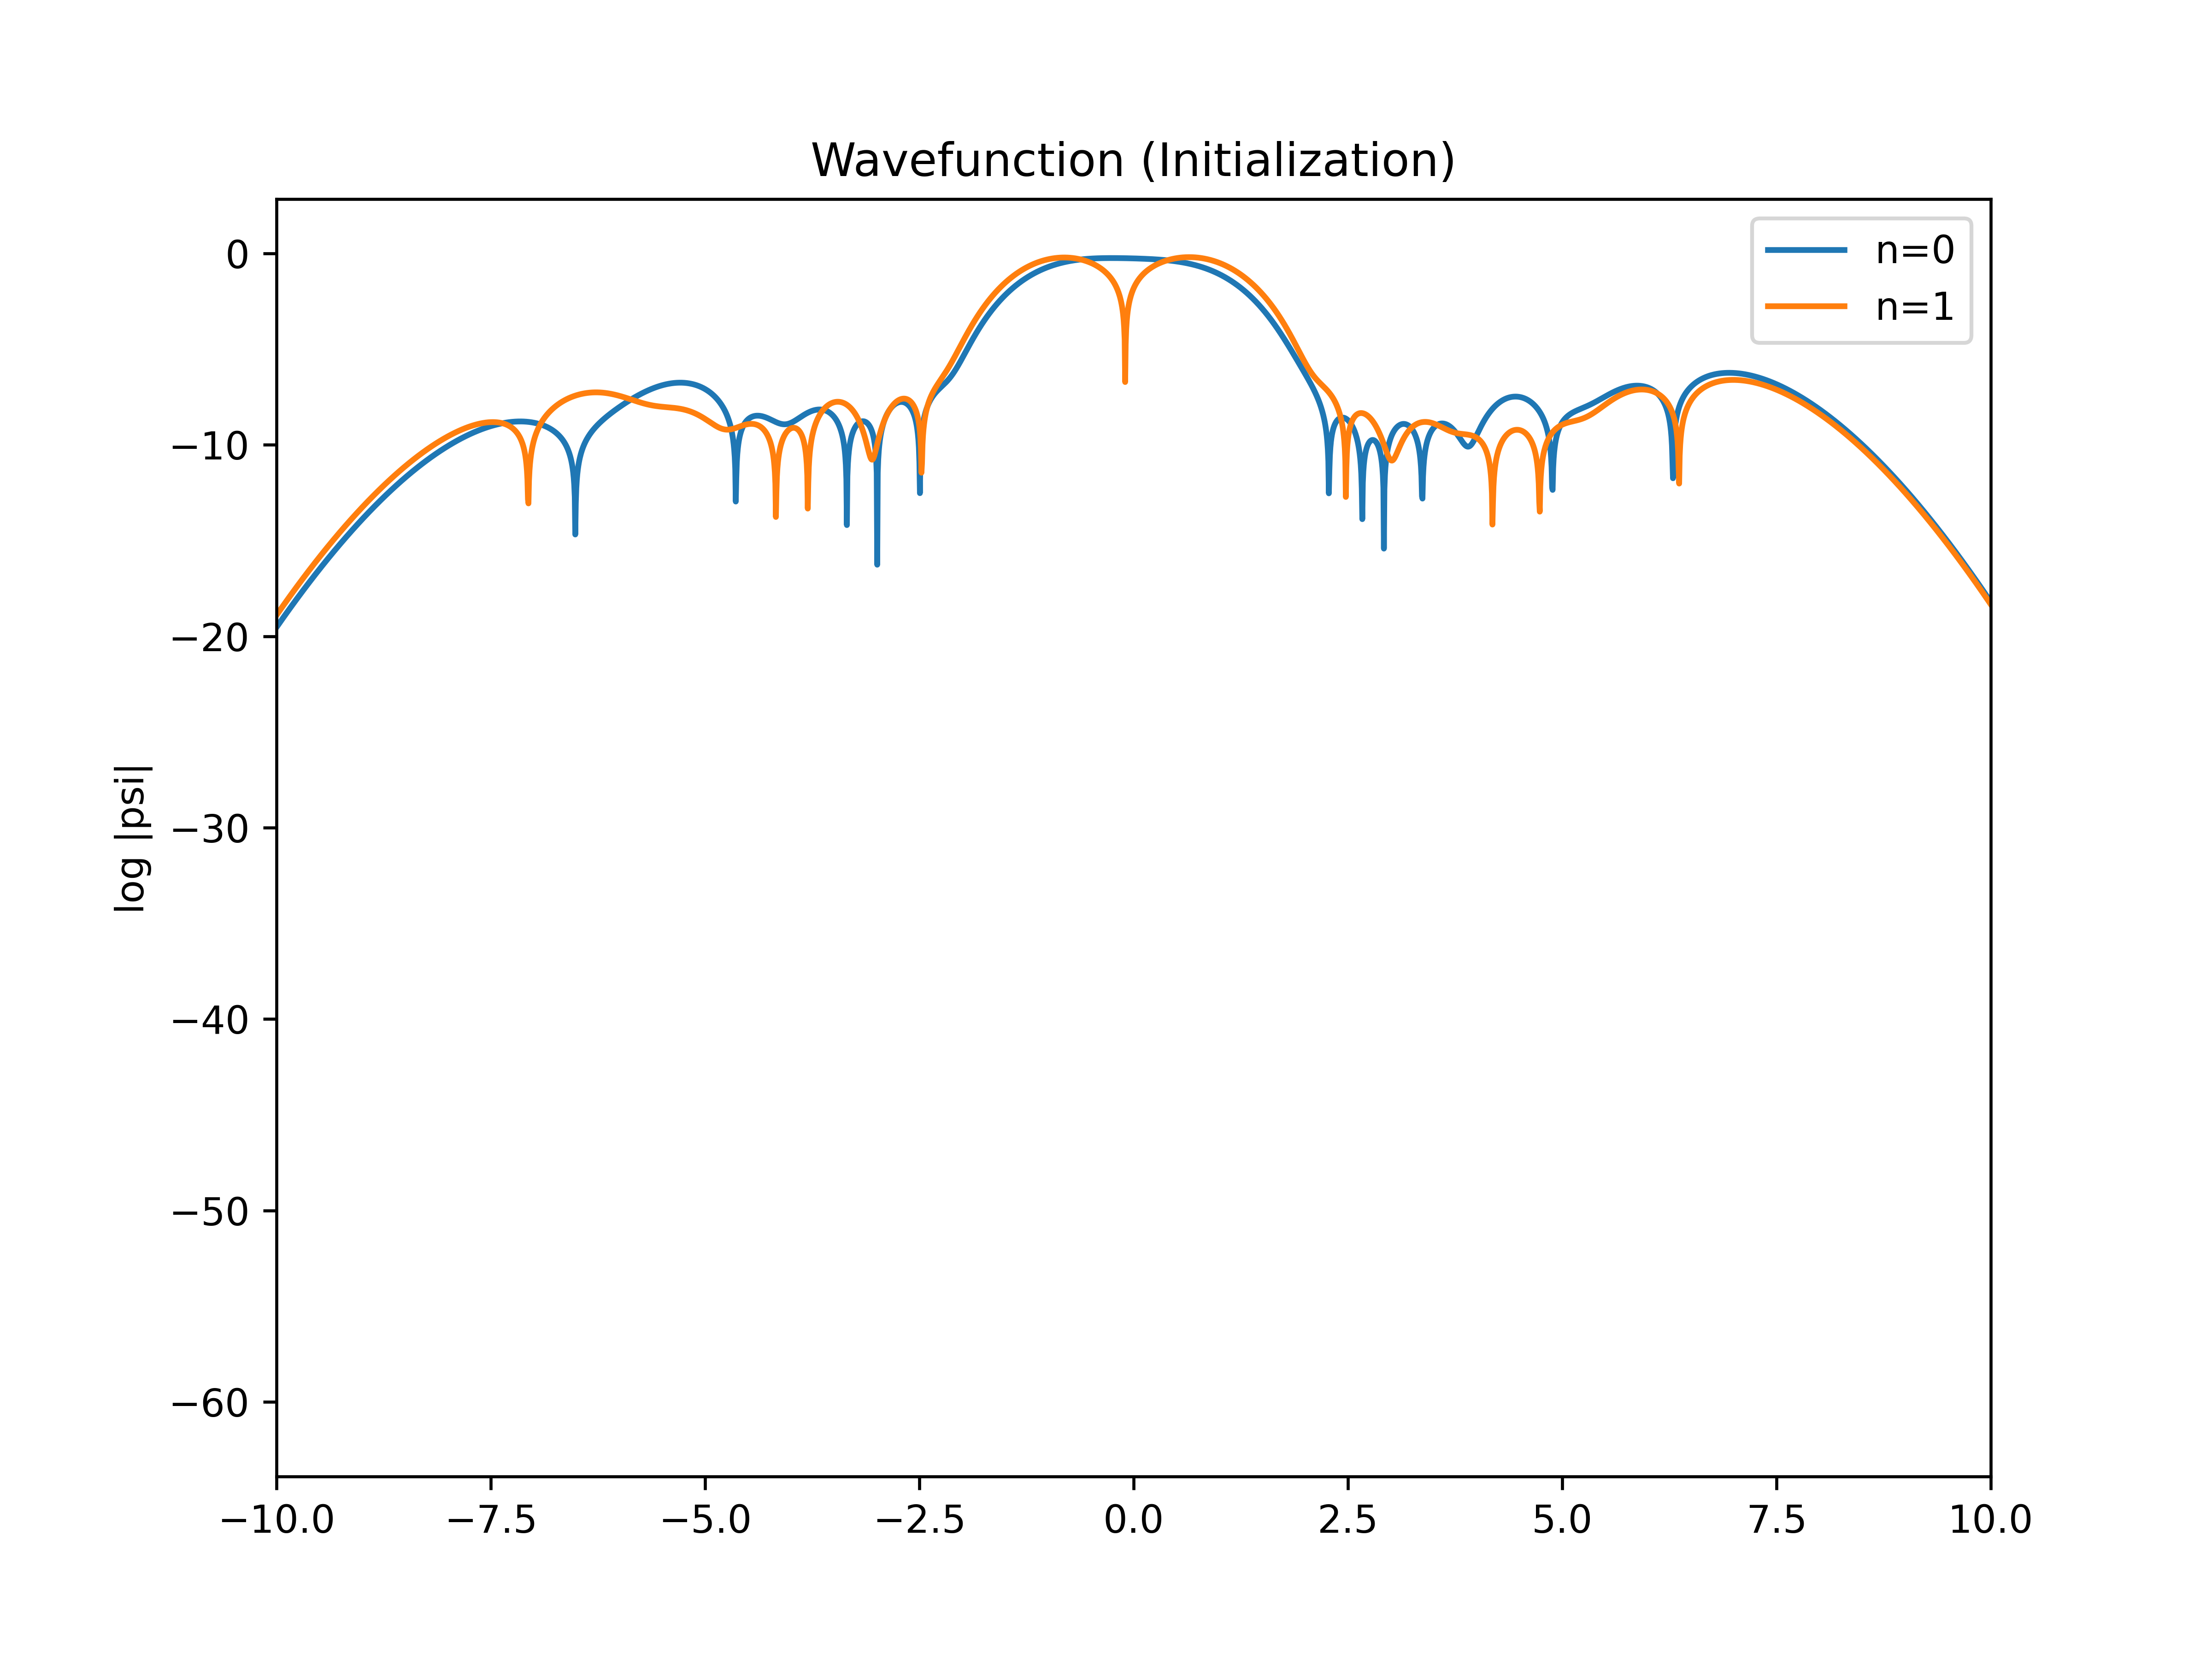 Wavefunction (Initialization)
n=0
n=1
log |psi|
0
−10
−20
−30
−40
−50
−60
−10.0 −7.5 −5.0 −2.5 0.0 2.5 5.0 7.5 10.0